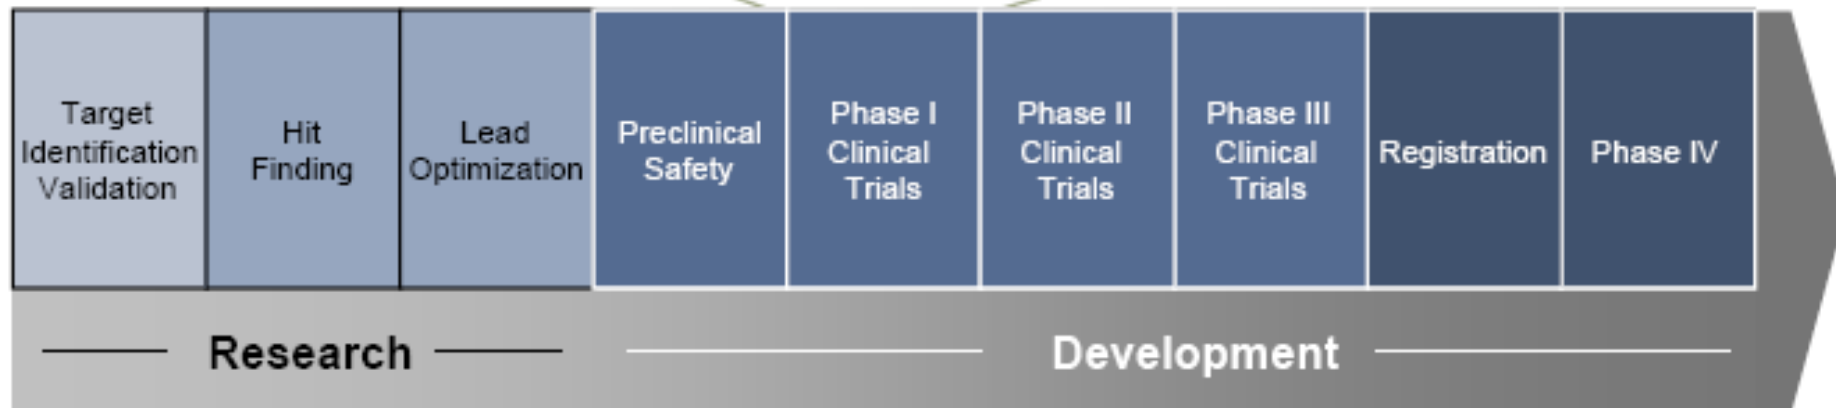 Target
Identification
Validation
Hit
Finding
Lead
Optimization
Preclinical
Safety
Phase I
Clinical
Trials
Phase II
Clinical
Trials
Phase III
Clinical
Trials
Registration
Phase IV
Research
Development